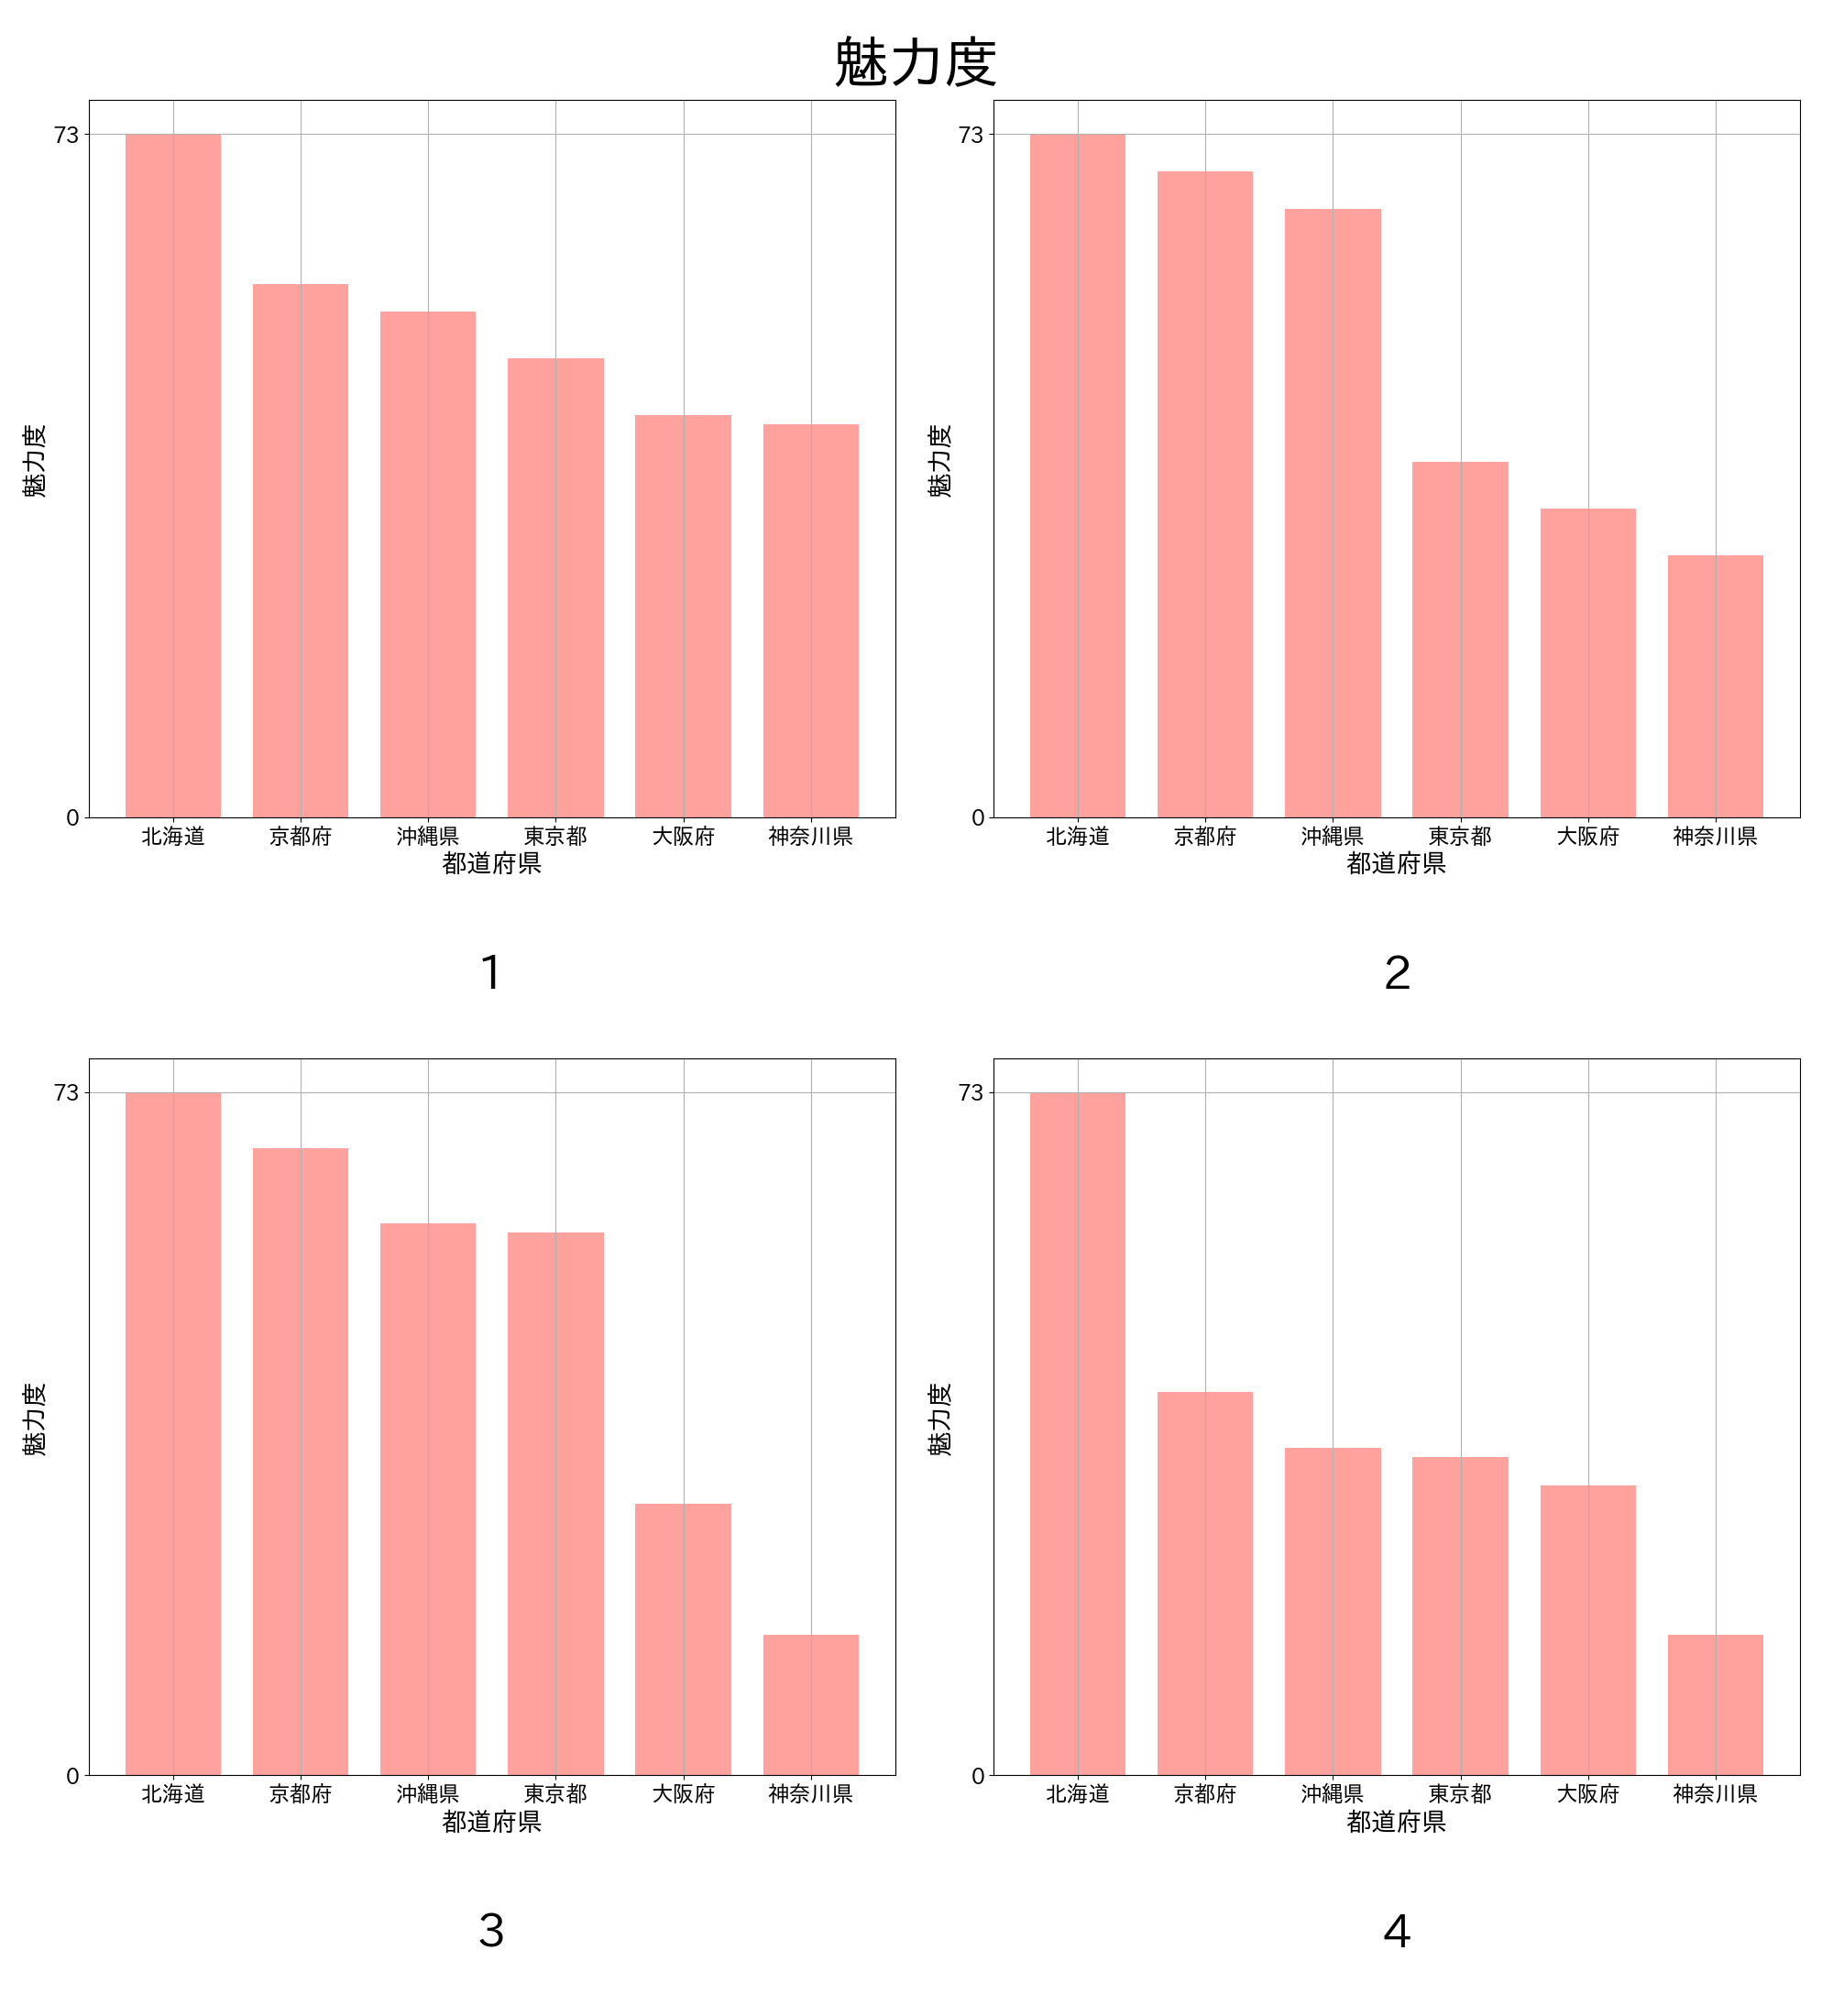 魅力度
73
0
魅力度
北海道 京都府 沖縄県 東京都 大阪府 神奈川県
都道府県
1
73
0
魅力度
北海道 京都府 沖縄県 東京都 大阪府 神奈川県
都道府県
2
73
0
魅力度
北海道 京都府 沖縄県 東京都 大阪府 神奈川県
都道府県
3
73
0
魅力度
北海道 京都府 沖縄県 東京都 大阪府 神奈川県
都道府県
4